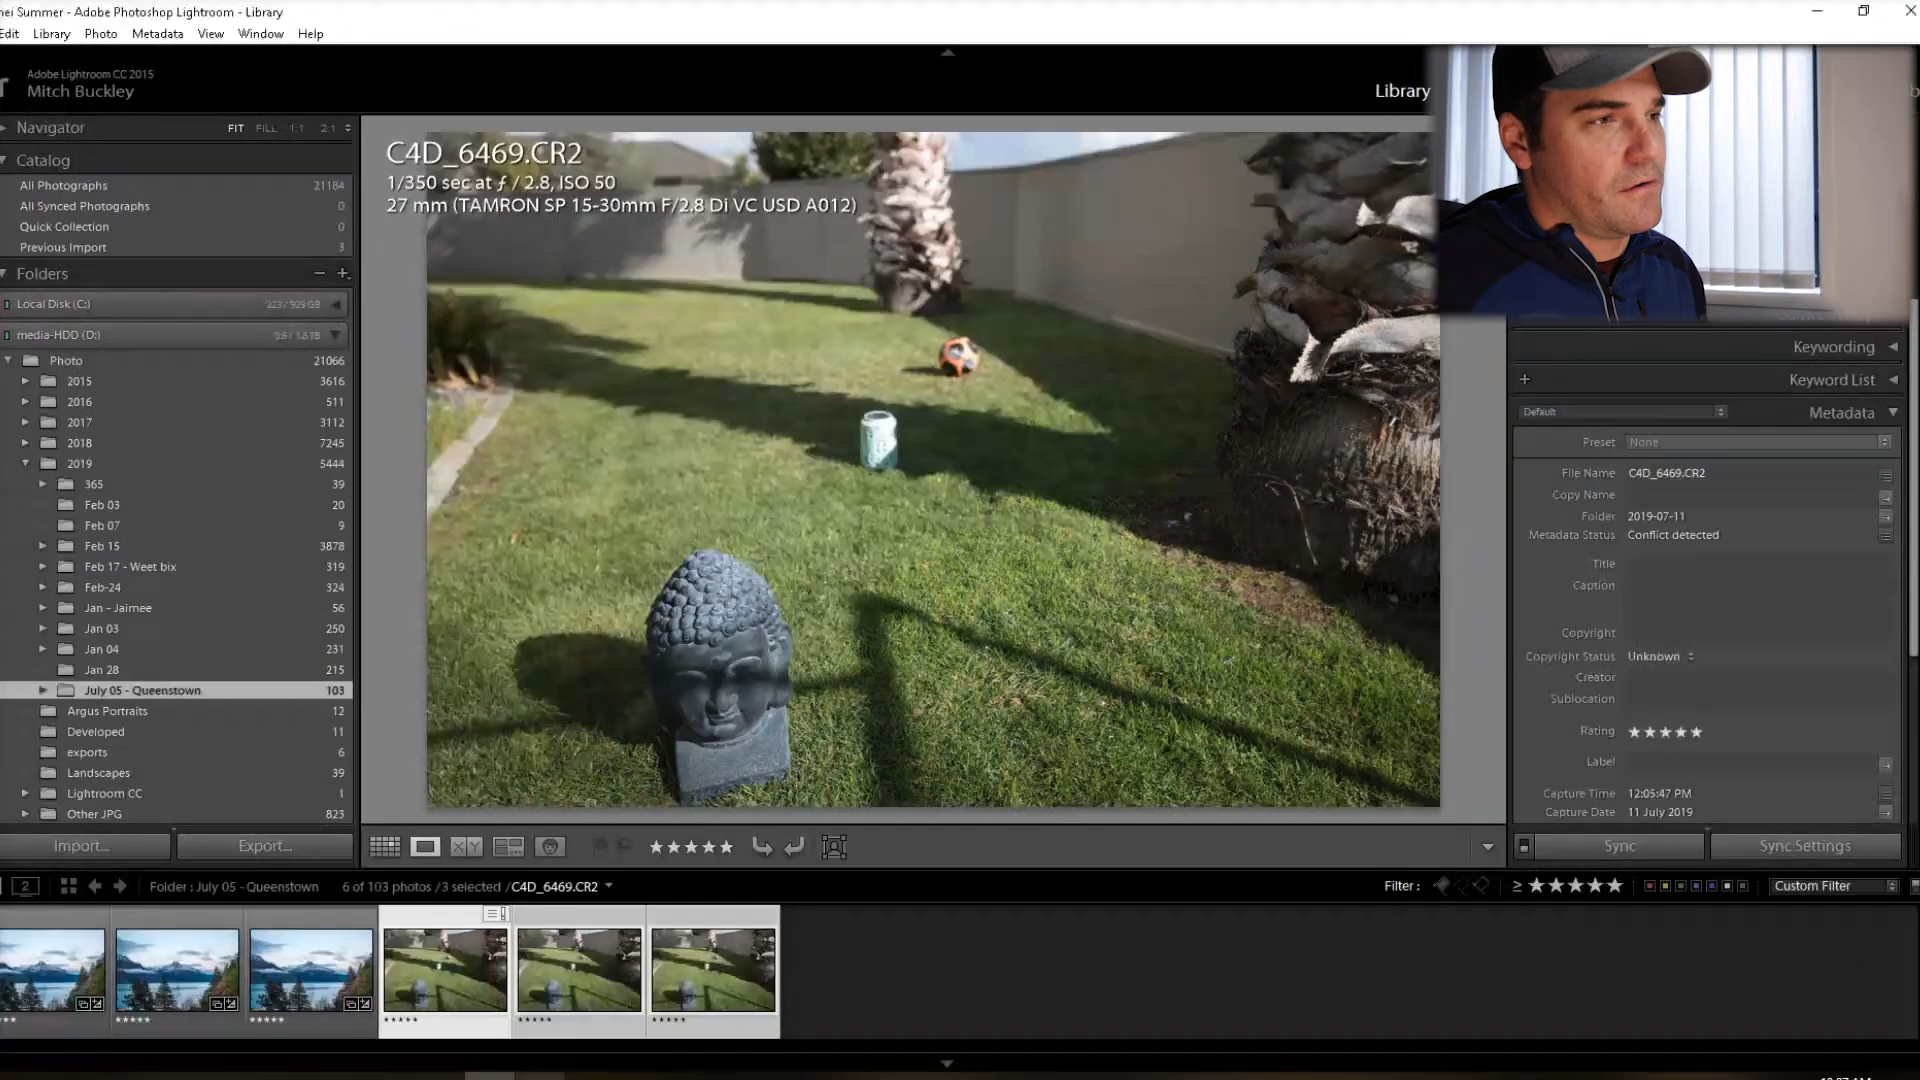 Summer - Adobe Photoshop Lightroom - Library
Edit Library Photo Metadata View Window Help
Adobe Lightroom CC 2015
Mitch Buckley
Library
Navigator FIT FILL 1:1 2:1
Catalog
All Photographs 21184
All Synced Photographs 0
Quick Collection 0
Previous Import 3
Folders
Local Disk (C:) 223 / 929 GB
media-HDD (D:)
Photo 21066
2015 3616
2016 511
2017 3112
2018 7245
2019 5444
365 39
Feb 03 20
Feb 07 9
Feb 15 3878
Feb 17 - Weet bix 319
Feb-24 324
Jan - Jaimee 56
Jan 03 250
Jan 04 231
Jan 28 215
July 05 - Queenstown 103
Argus Portraits 12
Developed 11
exports 6
Landscapes 39
Lightroom CC 1
Other JPG 823
Import... Export...
C4D_6469.CR2
1/350 sec at ƒ / 2.8, ISO 50
27 mm (TAMRON SP 15-30mm F/2.8 Di VC USD A012)
Keywording
Keyword List
Default Metadata
Preset None
File Name C4D_6469.CR2
Copy Name
Folder 2019-07-11
Metadata Status Conflict detected
Title
Caption
Copyright
Copyright Status Unknown
Creator
Sublocation
Rating ★★★★★
Label
Capture Time 12:05:47 PM
Capture Date 11 July 2019
Sync Sync Settings
XY ★★★★★
2 Folder : July 05 - Queenstown 6 of 103 photos / 3 selected / C4D_6469.CR2 Filter : ≥ ★★★★★ Custom Filter